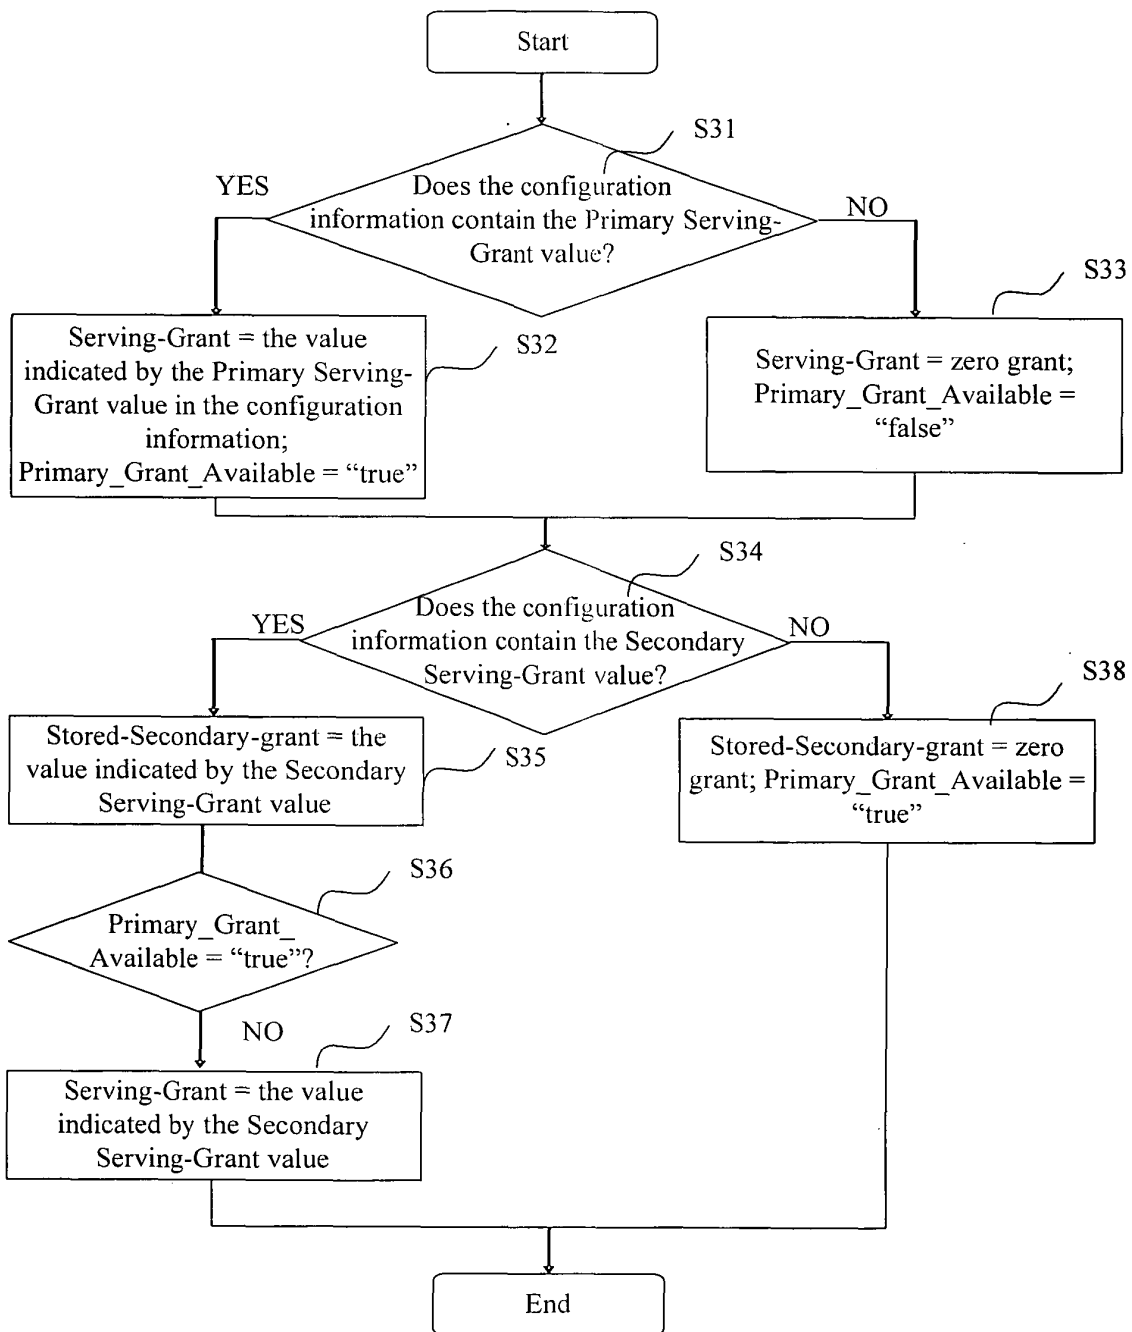 Start
S31
YES
Does the configuration
information contain the Primary Serving-
Grant value?
NO
S33
Serving-Grant = the value
indicated by the Primary Serving-
Grant value in the configuration
information;
Primary_Grant_Available = “true”
S32
Serving-Grant = zero grant;
Primary_Grant_Available =
“false”
S34
YES
Does the configuration
information contain the Secondary
Serving-Grant value?
NO
S38
Stored-Secondary-grant = the
value indicated by the Secondary
Serving-Grant value
S35
Stored-Secondary-grant = zero
grant; Primary_Grant_Available =
“true”
S36
Primary_Grant_
Available = “true”?
NO
S37
Serving-Grant = the value
indicated by the Secondary
Serving-Grant value
End